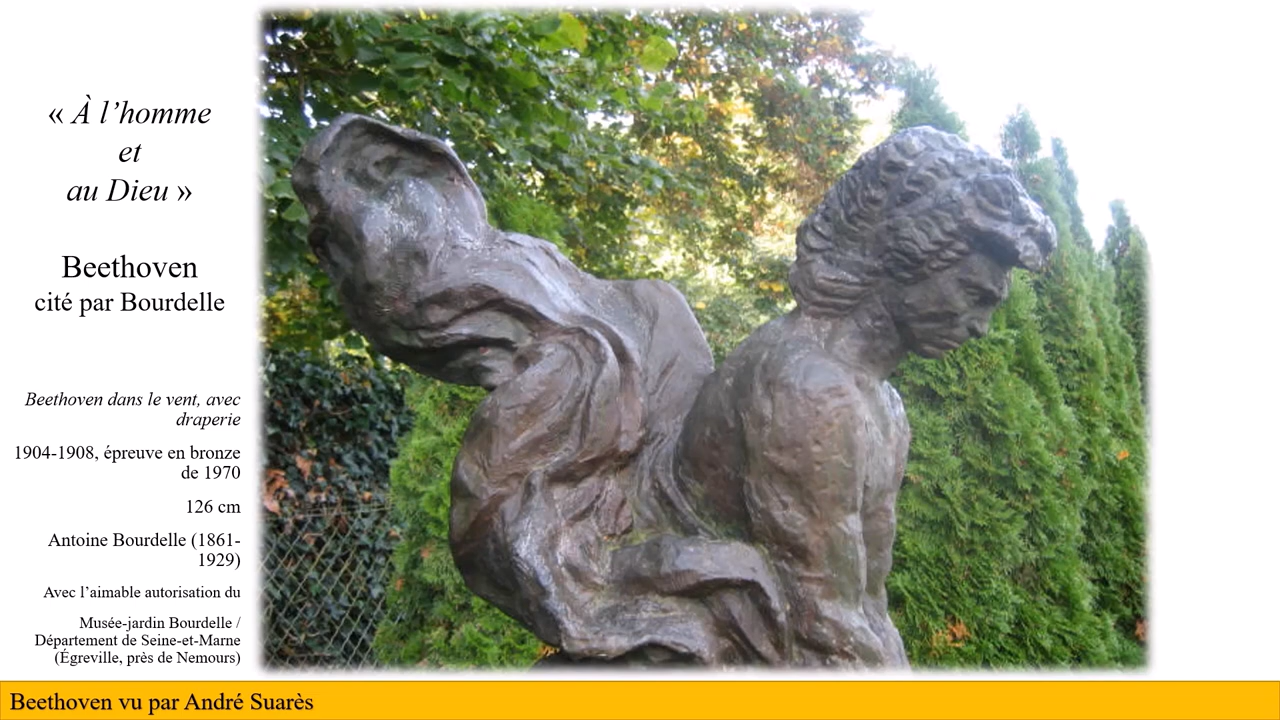 « À l’homme
et
au Dieu »
Beethoven
cité par Bourdelle
Beethoven dans le vent, avec
draperie
1904-1908, épreuve en bronze
de 1970
126 cm
Antoine Bourdelle (1861-
1929)
Avec l’aimable autorisation du
Musée-jardin Bourdelle /
Département de Seine-et-Marne
(Égreville, près de Nemours)
Beethoven vu par André Suarès